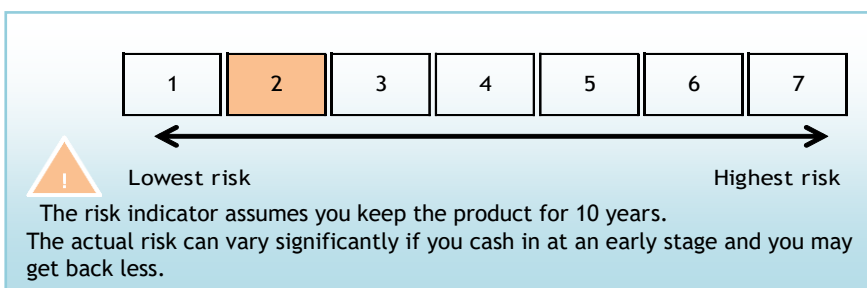 1 2 3 4 5 6 7
!
Lowest risk Highest risk
The risk indicator assumes you keep the product for 10 years.
The actual risk can vary significantly if you cash in at an early stage and you may
get back less.